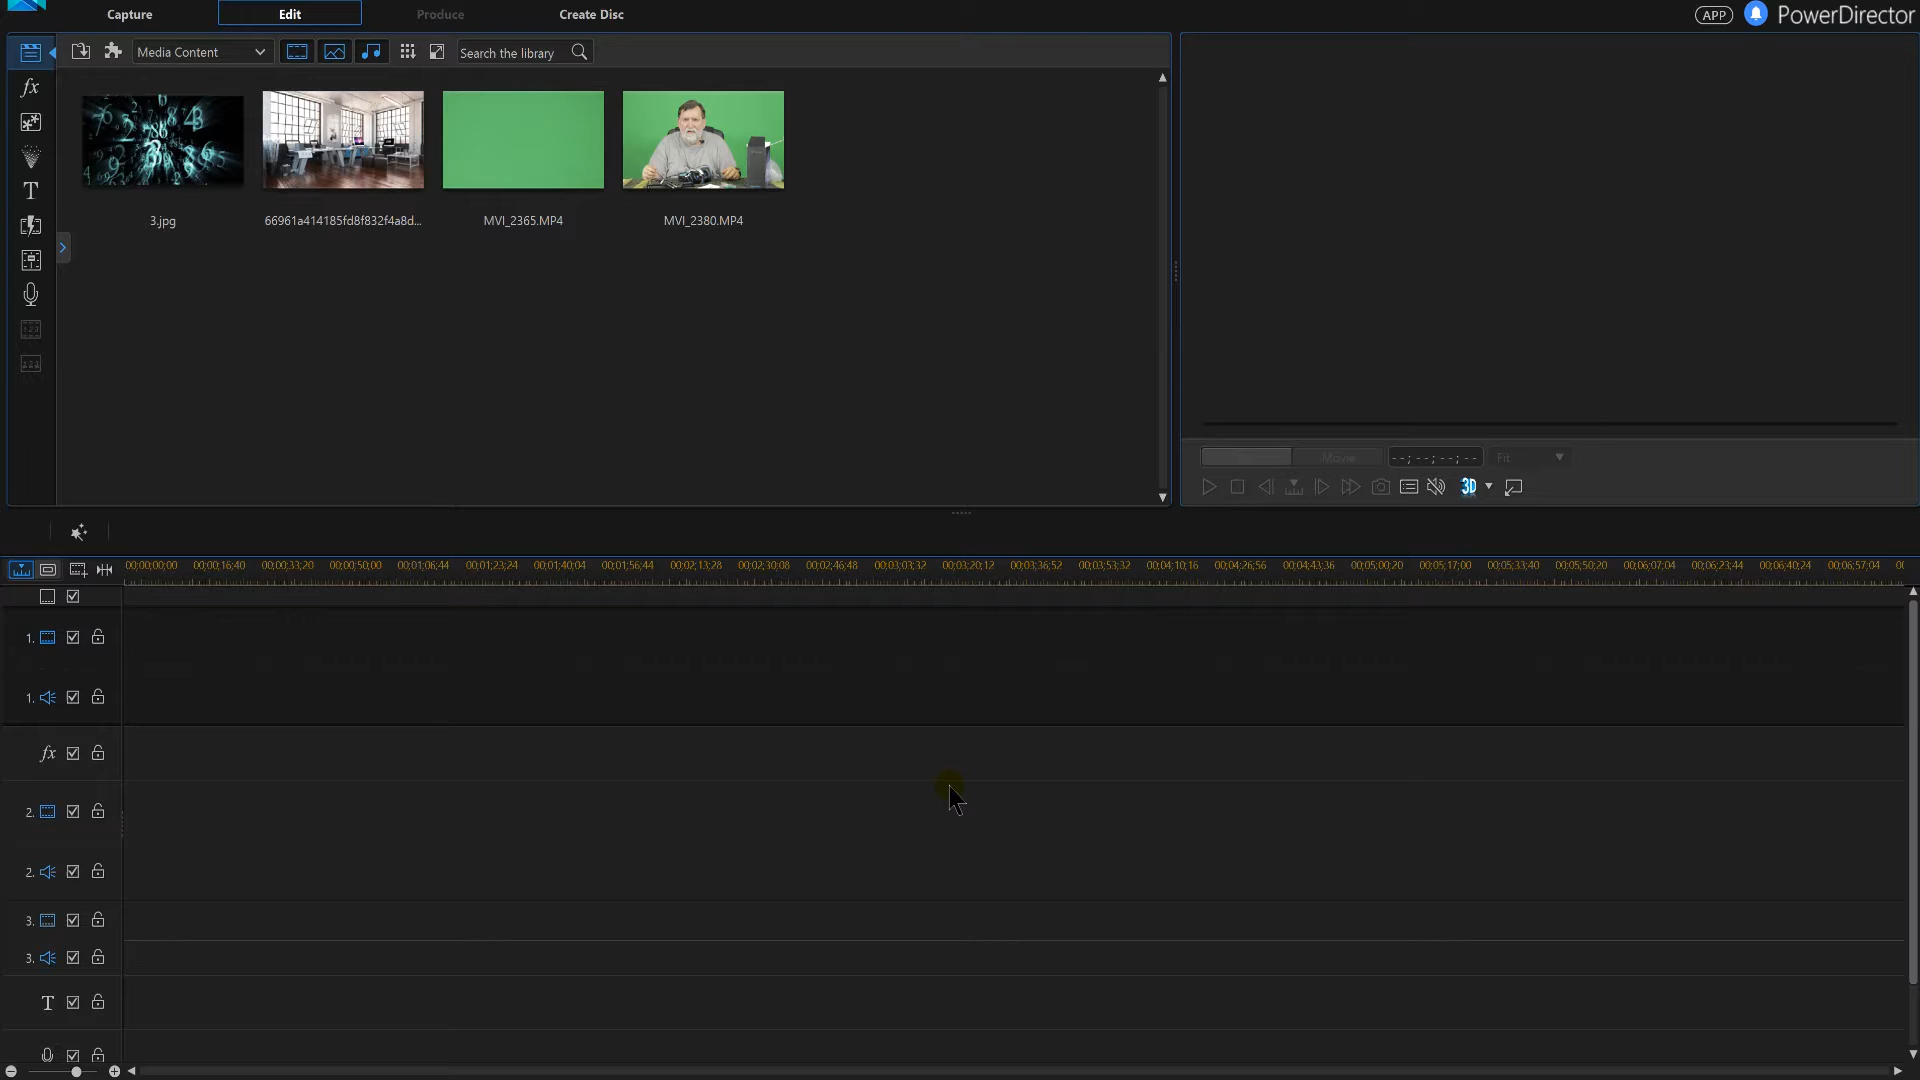 Capture
Edit
Produce
Create Disc
APP
PowerDirector
Media Content
Search the library
fx
T
3.jpg
66961a414185fd8f832f4a8d...
MVI_2365.MP4
MVI_2380.MP4
Movie
--;--;--;--
Fit
3D
00;00;00;00 00;00;16;40 00;00;33;20 00;00;50;00 00;01;06;44 00;01;23;24 00;01;40;04 00;01;56;44 00;02;13;28 00;02;30;08 00;02;46;48 00;03;03;32 00;03;20;12 00;03;36;52 00;03;53;32 00;04;10;16 00;04;26;56 00;04;43;36 00;05;00;20 00;05;17;00 00;05;33;40 00;05;50;20 00;06;07;04 00;06;23;44 00;06;40;24 00;06;57;04
1.
1.
fx
2.
2.
3.
3.
T